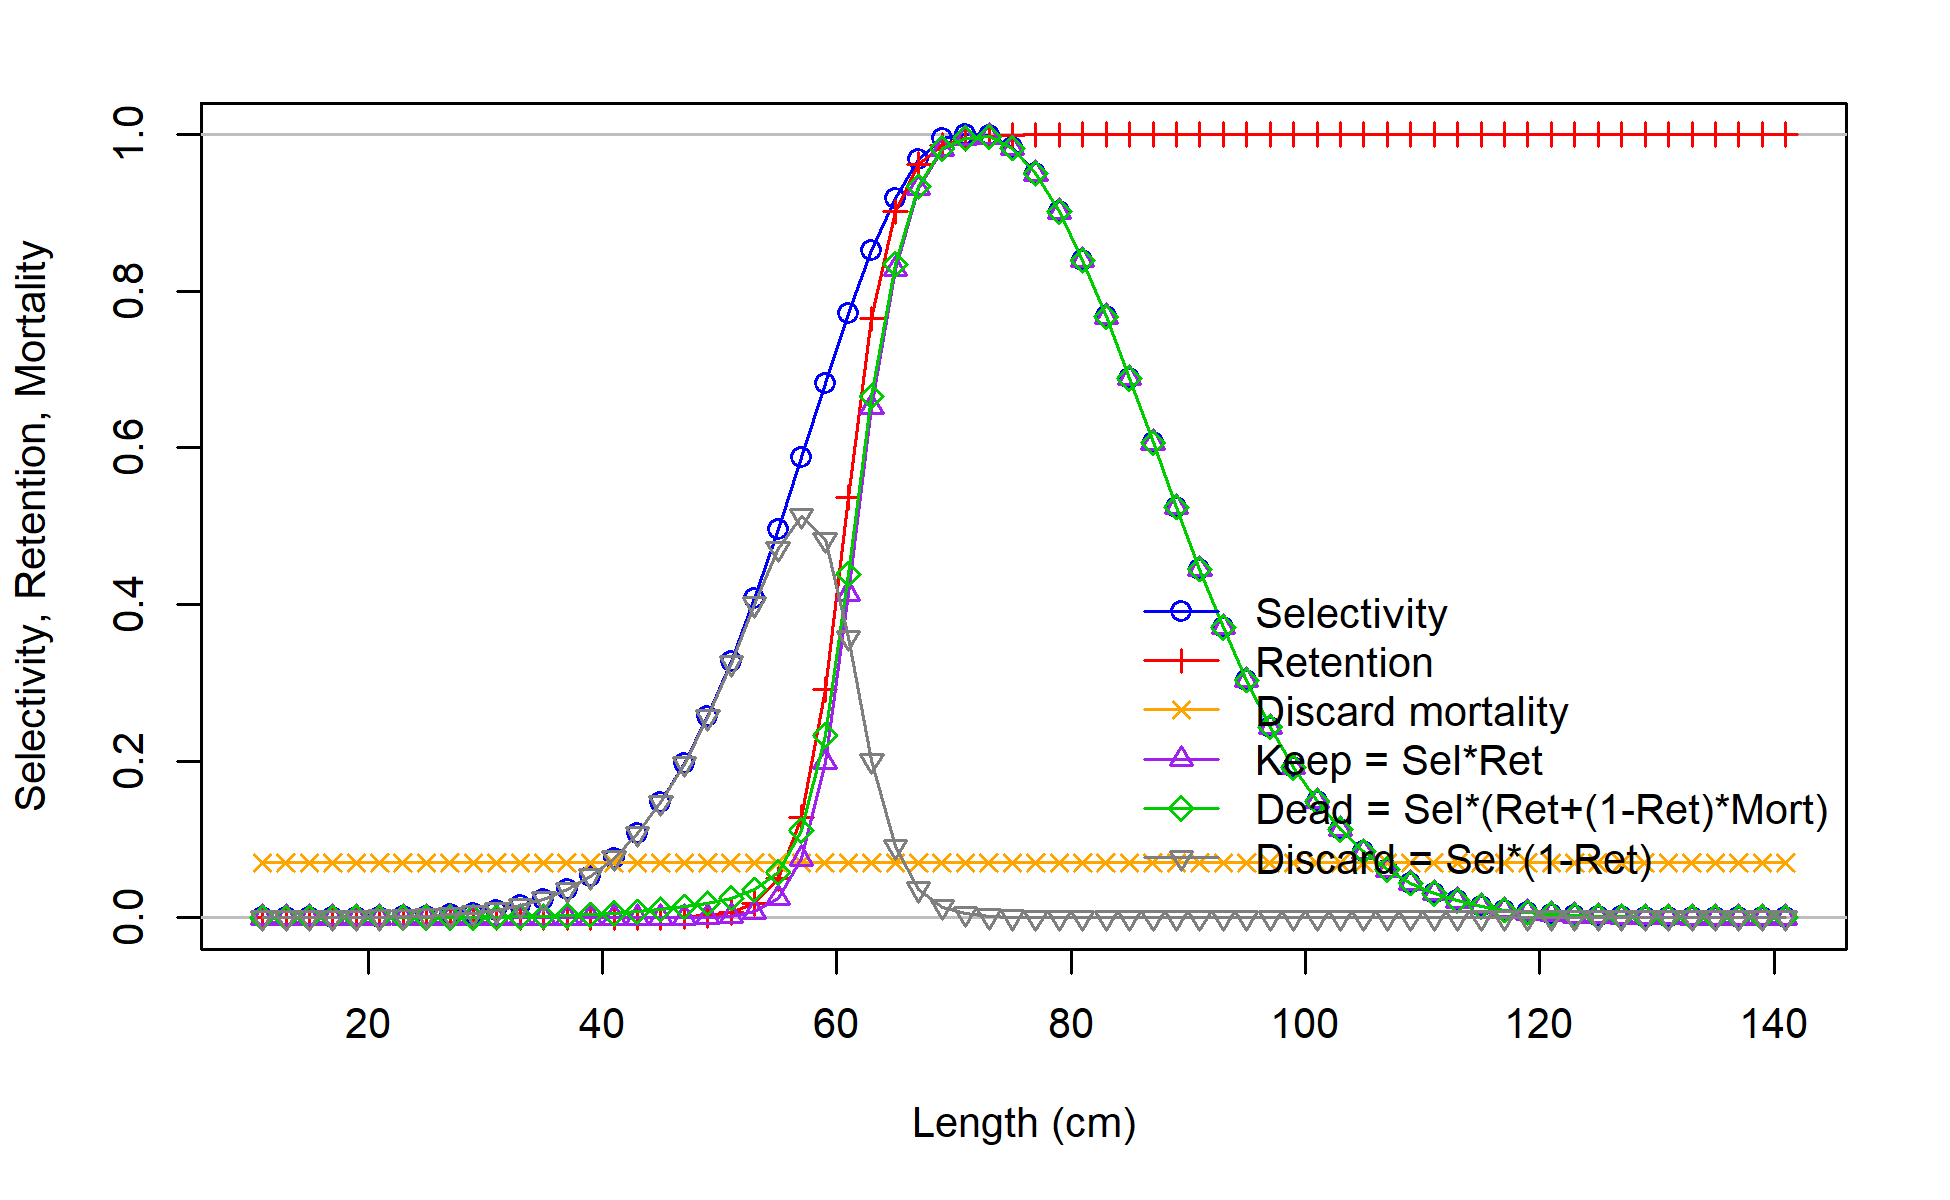 Selectivity, Retention, Mortality
1.0
0.8
0.6
0.4
0.2
0.0
Selectivity
Retention
Discard mortality
Keep = Sel*Ret
Dead = Sel*(Ret+(1-Ret)*Mort)
Discard = Sel*(1-Ret)
20 40 60 80 100 120 140
Length (cm)